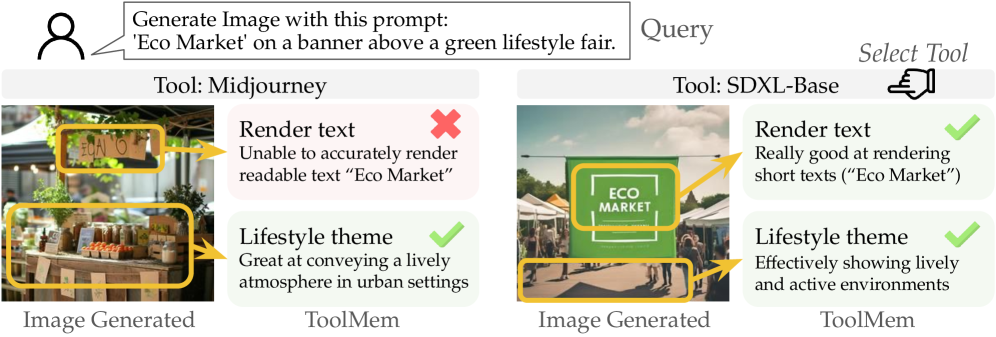 Generate Image with this prompt:
'Eco Market' on a banner above a green lifestyle fair.
Query
Select Tool
Tool: Midjourney
Tool: SDXL-Base
Render text
Unable to accurately render
readable text “Eco Market”
Lifestyle theme
Great at conveying a lively
atmosphere in urban settings
ECO
MARKET
Render text
Really good at rendering
short texts (“Eco Market”)
Lifestyle theme
Effectively showing lively
and active environments
Image Generated
ToolMem
Image Generated
ToolMem